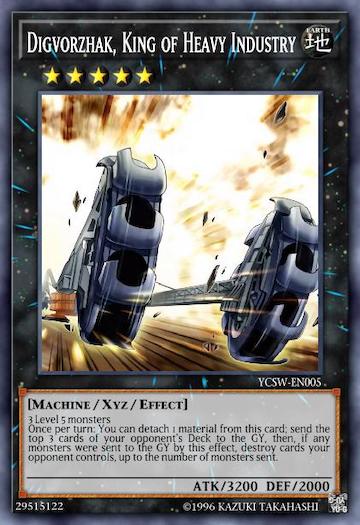 DIGVORZHAK, KING OF HEAVY INDUSTRY
EARTH
地
YCSW-EN005
[MACHINE / XYZ / EFFECT]
3 Level 5 monsters
Once per turn: You can detach 1 material from this card; send the
top 3 cards of your opponent's Deck to the GY, then, if any
monsters were sent to the GY by this effect, destroy cards your
opponent controls, up to the number of monsters sent.
ATK/3200 DEF/2000
29515122
©1996 KAZUKI TAKAHASHI